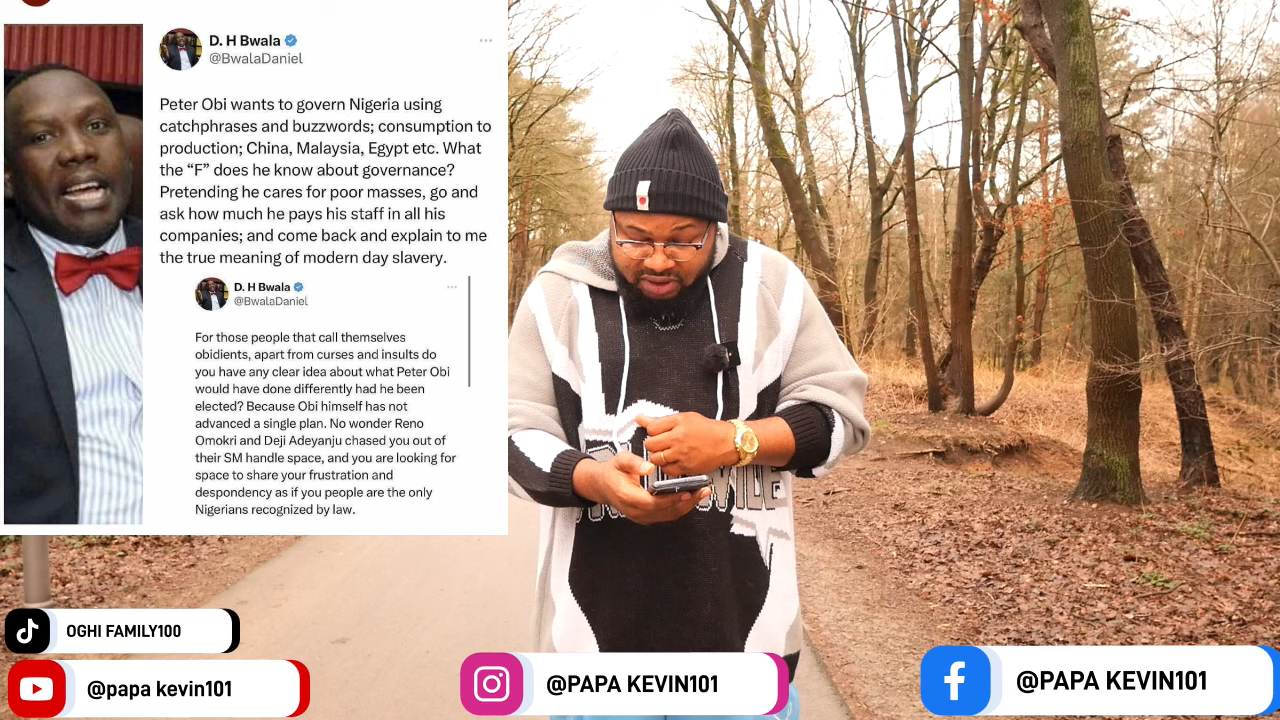 D. H Bwala
@BwalaDaniel
Peter Obi wants to govern Nigeria using
catchphrases and buzzwords; consumption to
production; China, Malaysia, Egypt etc. What
the “F” does he know about governance?
Pretending he cares for poor masses, go and
ask how much he pays his staff in all his
companies; and come back and explain to me
the true meaning of modern day slavery.
D. H Bwala
@BwalaDaniel
For those people that call themselves
obidients, apart from curses and insults do
you have any clear idea about what Peter Obi
would have done differently had he been
elected? Because Obi himself has not
advanced a single plan. No wonder Reno
Omokri and Deji Adeyanju chased you out of
their SM handle space, and you are looking for
space to share your frustration and
despondency as if you people are the only
Nigerians recognized by law.
OGHI FAMILY100
@papa kevin101
@PAPA KEVIN101
@PAPA KEVIN101